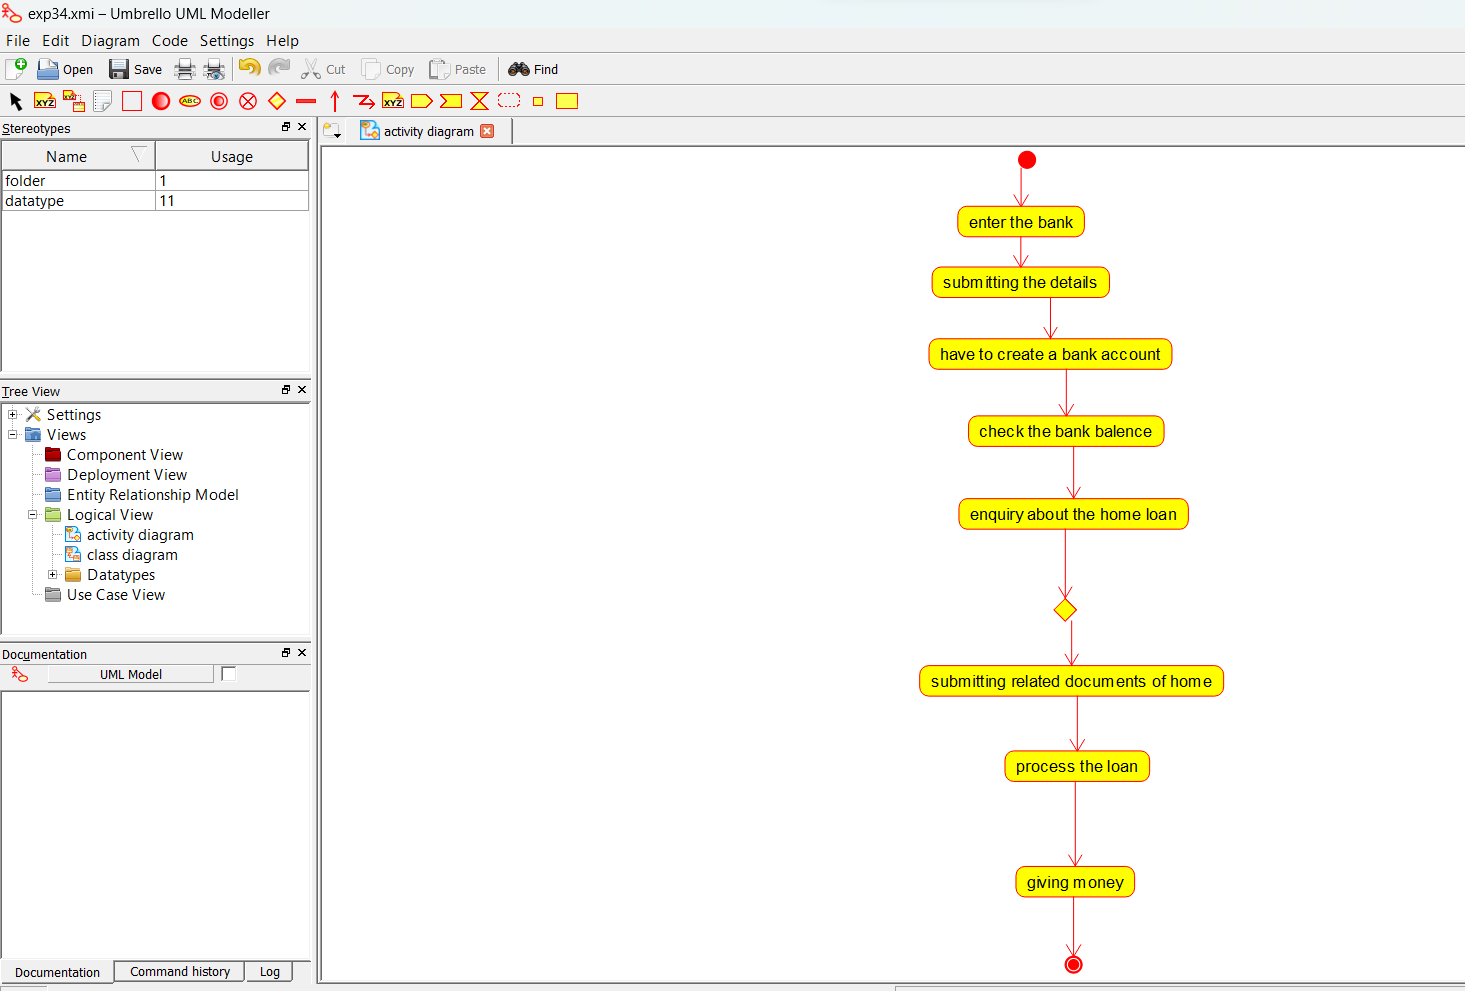 exp34.xmi – Umbrello UML Modeller
File Edit Diagram Code Settings Help
Open Save Cut Copy Paste Find
XYZ XYZ ABC XYZ
Stereotypes
Name Usage
folder 1
datatype 11
Tree View
Settings
Views
Component View
Deployment View
Entity Relationship Model
Logical View
activity diagram
class diagram
Datatypes
Use Case View
Documentation
UML Model
Documentation Command history Log
activity diagram
enter the bank
submitting the details
have to create a bank account
check the bank balence
enquiry about the home loan
submitting related documents of home
process the loan
giving money